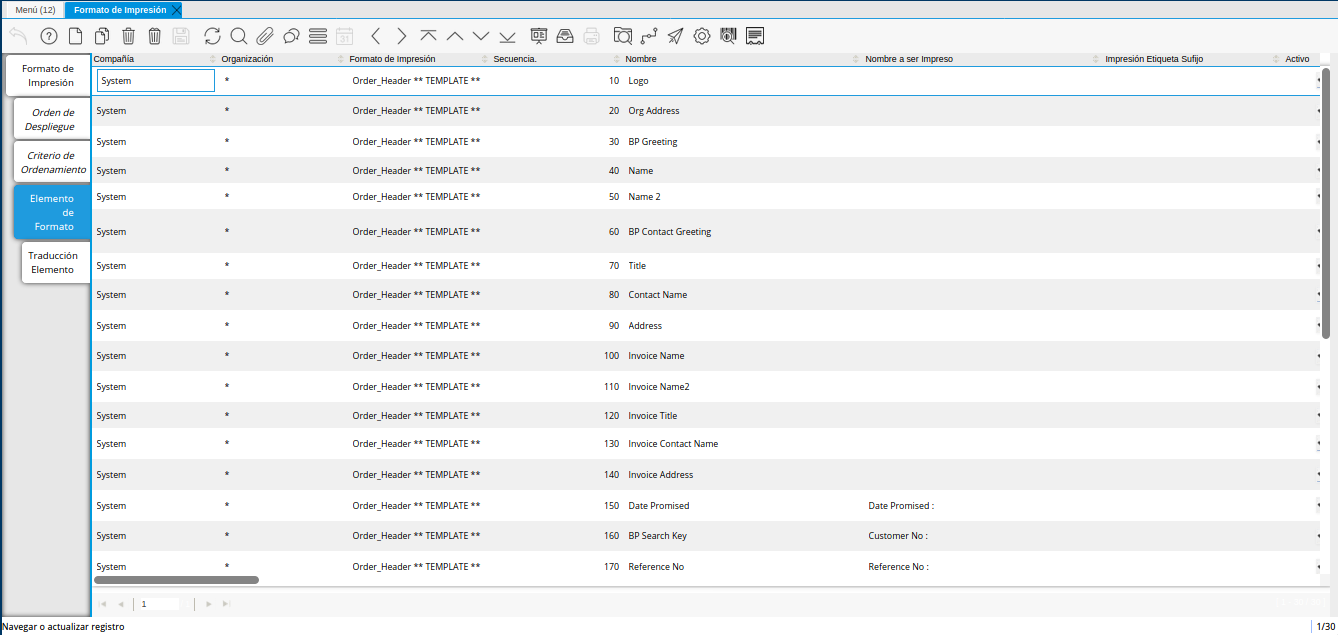 Menú (12) Formato de Impresión
Compañía Organización Formato de Impresión Secuencia. Nombre Nombre a ser Impreso Impresión Etiqueta Sufijo Activo
Formato de
Impresión
Orden de
Despliegue
Criterio de
Ordenamiento
Elemento
de
Formato
Traducción
Elemento
System * Order_Header ** TEMPLATE ** 10 Logo
System * Order_Header ** TEMPLATE ** 20 Org Address
System * Order_Header ** TEMPLATE ** 30 BP Greeting
System * Order_Header ** TEMPLATE ** 40 Name
System * Order_Header ** TEMPLATE ** 50 Name 2
System * Order_Header ** TEMPLATE ** 60 BP Contact Greeting
System * Order_Header ** TEMPLATE ** 70 Title
System * Order_Header ** TEMPLATE ** 80 Contact Name
System * Order_Header ** TEMPLATE ** 90 Address
System * Order_Header ** TEMPLATE ** 100 Invoice Name
System * Order_Header ** TEMPLATE ** 110 Invoice Name2
System * Order_Header ** TEMPLATE ** 120 Invoice Title
System * Order_Header ** TEMPLATE ** 130 Invoice Contact Name
System * Order_Header ** TEMPLATE ** 140 Invoice Address
System * Order_Header ** TEMPLATE ** 150 Date Promised Date Promised :
System * Order_Header ** TEMPLATE ** 160 BP Search Key Customer No :
System * Order_Header ** TEMPLATE ** 170 Reference No Reference No :
1
Navegar o actualizar registro 1/30